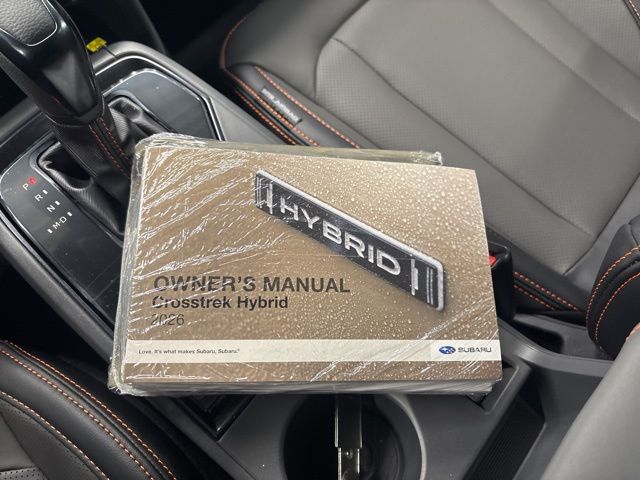 HYBRID
OWNER'S MANUAL
Crosstrek Hybrid
2026
Love. It's what makes Subaru, Subaru.®
SUBARU
P
R
N
M-D